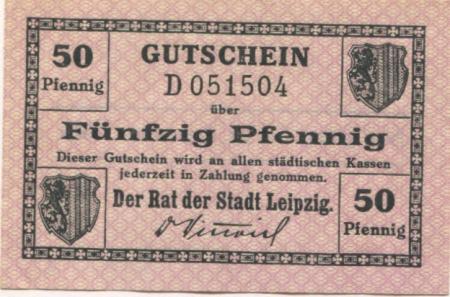 50
Pfennig
GUTSCHEIN
D 051504
über
Fünfzig Pfennig
Dieser Gutschein wird an allen städtischen Kassen
jederzeit in Zahlung genommen.
Der Rat der Stadt Leipzig.
50
Pfennig